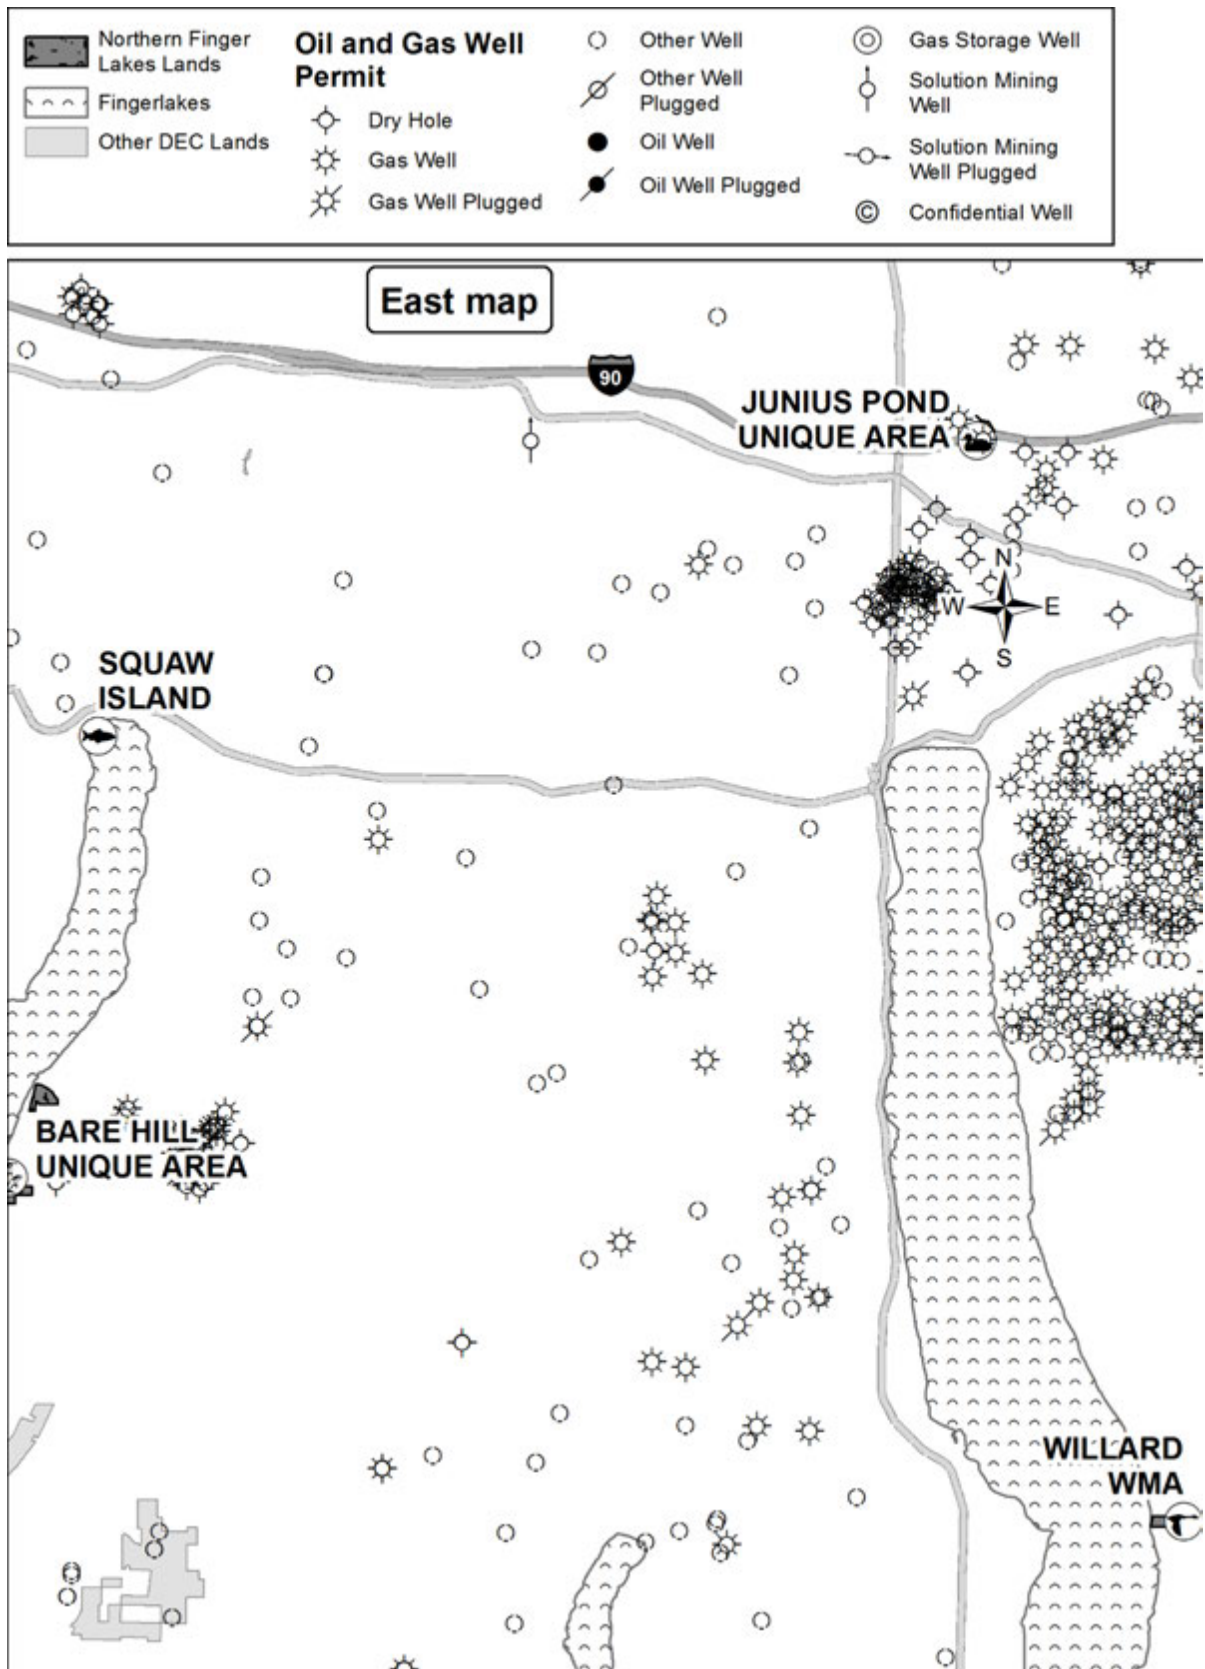 Northern Finger
Lakes Lands
Fingerlakes
Other DEC Lands
Oil and Gas Well
Permit
Dry Hole
Gas Well
Gas Well Plugged
Other Well
Other Well
Plugged
Oil Well
Oil Well Plugged
Gas Storage Well
Solution Mining
Well
Solution Mining
Well Plugged
C Confidential Well
East map
90
JUNIUS POND
UNIQUE AREA
N
W E
S
SQUAW
ISLAND
BARE HILL
UNIQUE AREA
WILLARD
WMA